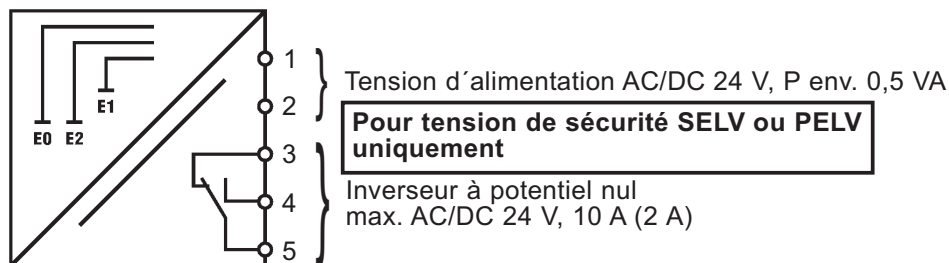 E0
E2
E1
1
2
3
4
5
Tension d´alimentation AC/DC 24 V, P env. 0,5 VA
Pour tension de sécurité SELV ou PELV
uniquement
Inverseur à potentiel nul
max. AC/DC 24 V, 10 A (2 A)